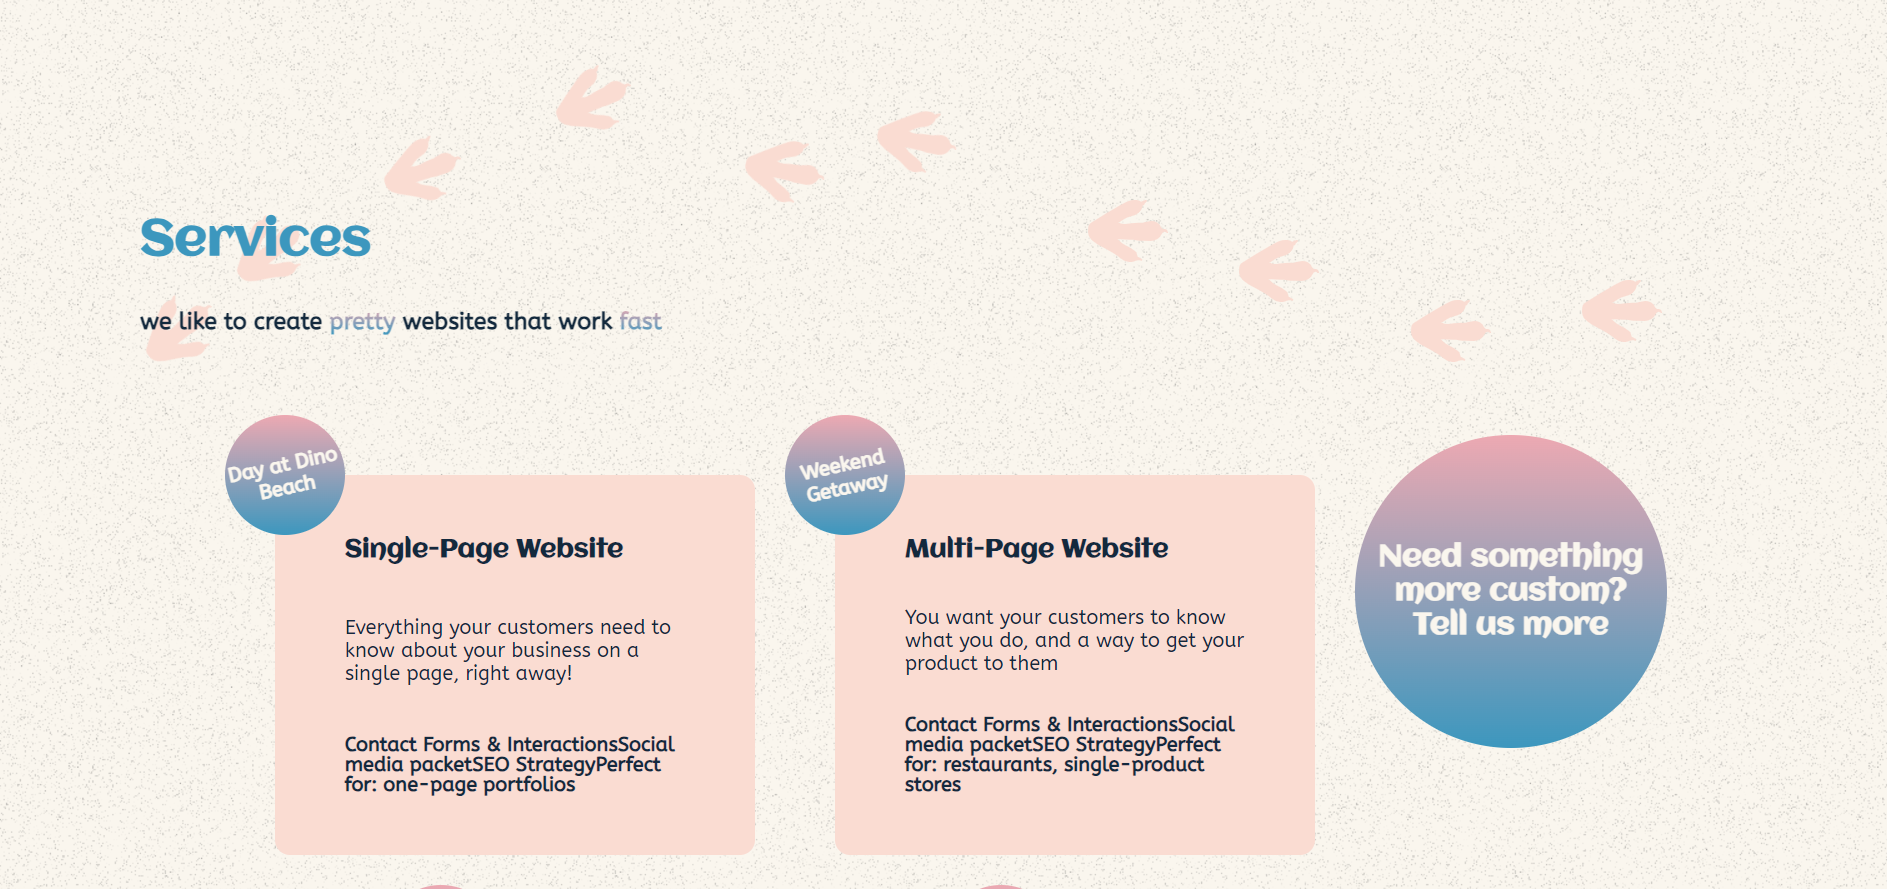 Services
we like to create pretty websites that work fast
Day at Dino
Beach
Single-Page Website
Everything your customers need to
know about your business on a
single page, right away!
Contact Forms & InteractionsSocial
media packetSEO StrategyPerfect
for: one-page portfolios
Weekend
Getaway
Multi-Page Website
You want your customers to know
what you do, and a way to get your
product to them
Contact Forms & InteractionsSocial
media packetSEO StrategyPerfect
for: restaurants, single-product
stores
Need something
more custom?
Tell us more